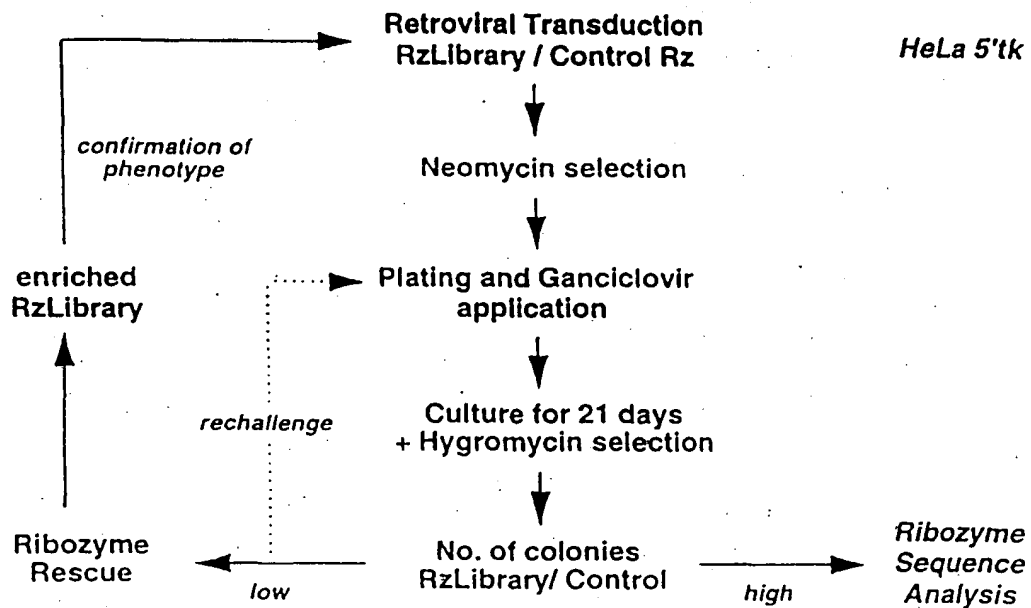 Retroviral Transduction
RzLibrary / Control Rz
HeLa 5'tk
confirmation of
phenotype
Neomycin selection
enriched
RzLibrary
Plating and Ganciclovir
application
rechallenge
Culture for 21 days
+ Hygromycin selection
Ribozyme
Rescue
low
No. of colonies
RzLibrary/ Control
high
Ribozyme
Sequence
Analysis